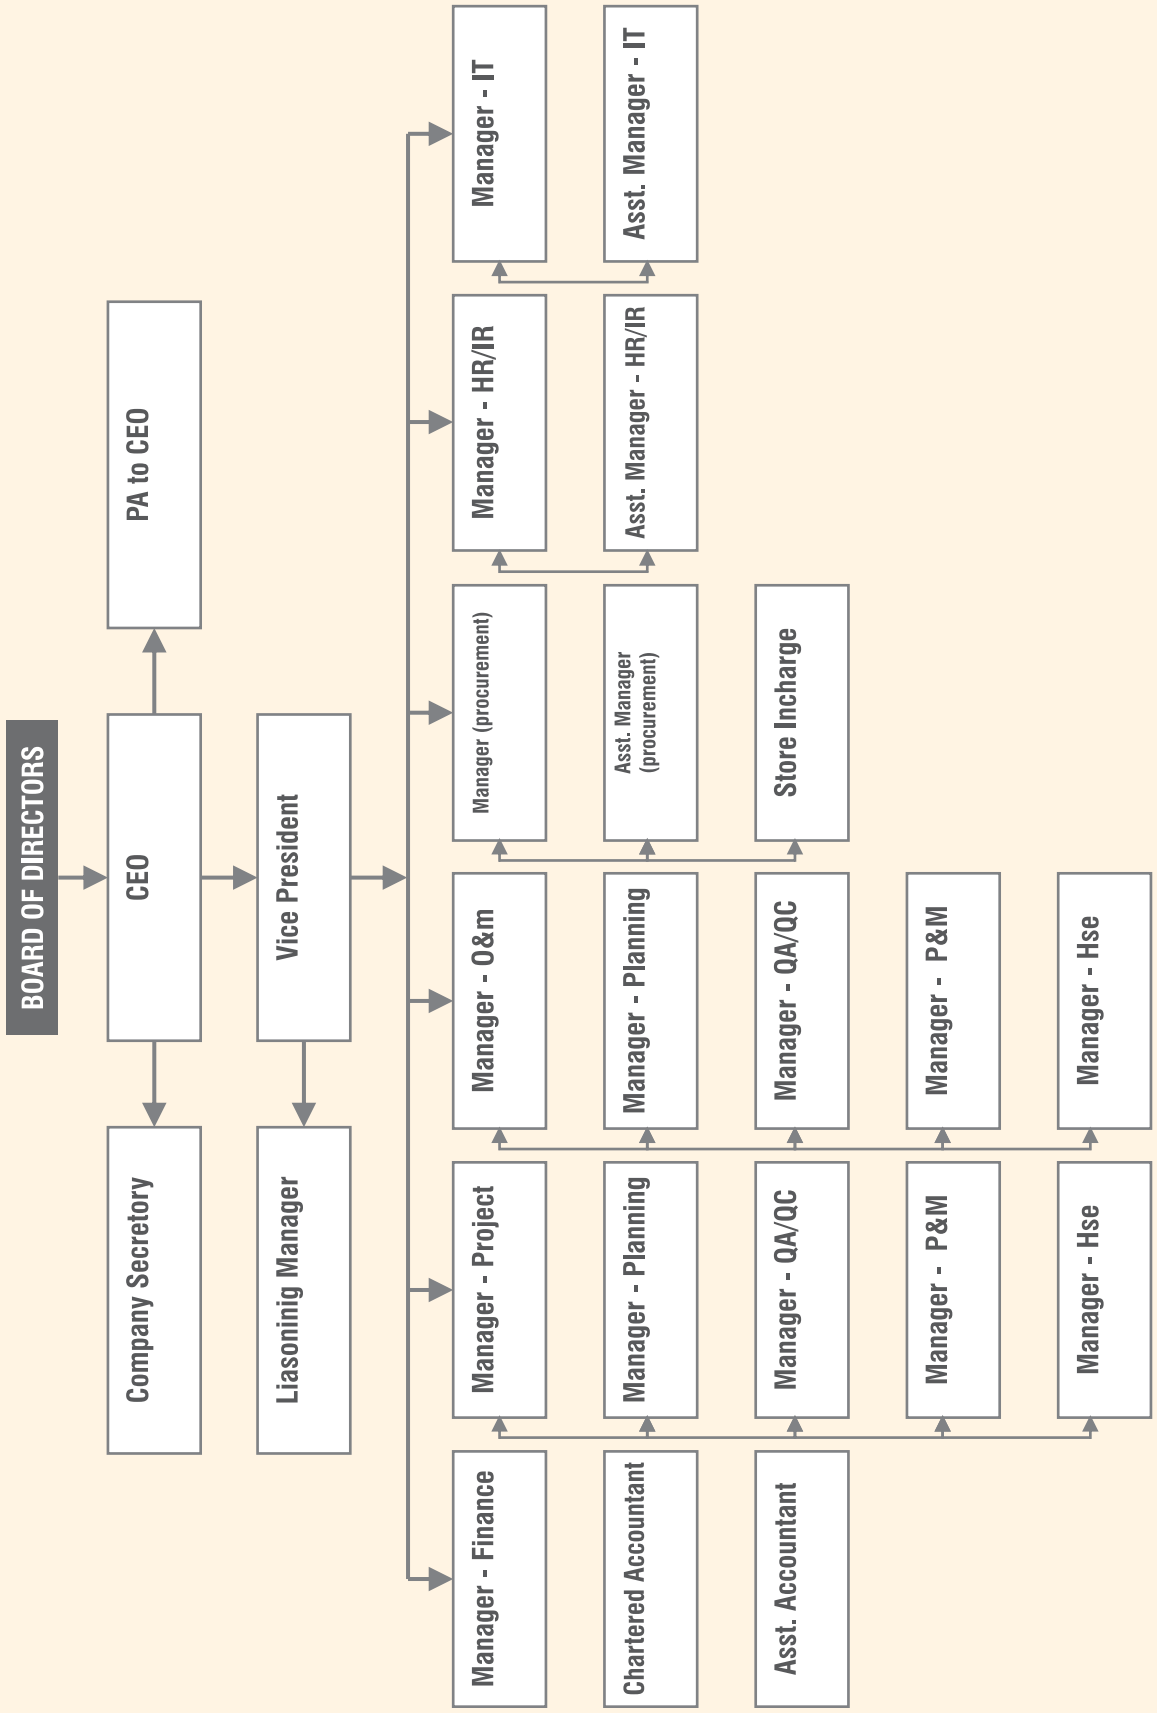 BOARD OF DIRECTORS
Company Secretory
CEO
PA to CEO
Liasoninig Manager
Vice President
Manager - Finance
Manager - Project
Manager - O&m
Manager (procurement)
Manager - HR/IR
Manager - IT
Chartered Accountant
Manager - Planning
Manager - Planning
Asst. Manager
(procurement)
Asst. Manager - HR/IR
Asst. Manager - IT
Asst. Accountant
Manager - QA/QC
Manager - QA/QC
Store Incharge
Manager - P&M
Manager - P&M
Manager - Hse
Manager - Hse